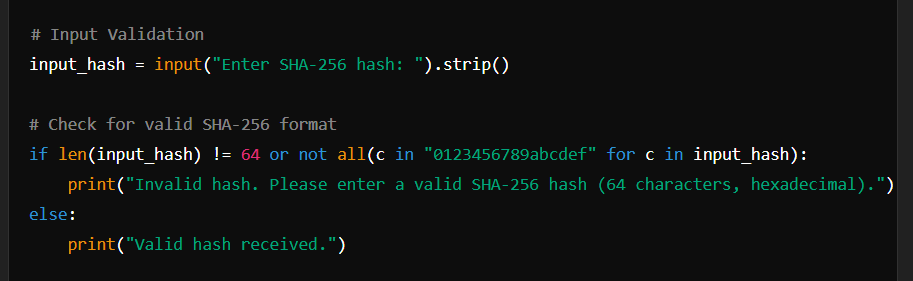 # Input Validation
input_hash = input("Enter SHA-256 hash: ").strip()

# Check for valid SHA-256 format
if len(input_hash) != 64 or not all(c in "0123456789abcdef" for c in input_hash):
    print("Invalid hash. Please enter a valid SHA-256 hash (64 characters, hexadecimal).")
else:
    print("Valid hash received.")